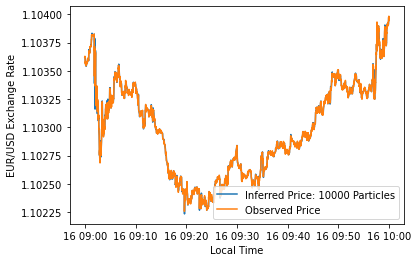 1.10400
1.10375
1.10350
1.10325
1.10300
1.10275
1.10250
1.10225
EUR/USD Exchange Rate
Inferred Price: 10000 Particles
Observed Price
16 09:00 16 09:10 16 09:20 16 09:30 16 09:40 16 09:50 16 10:00
Local Time